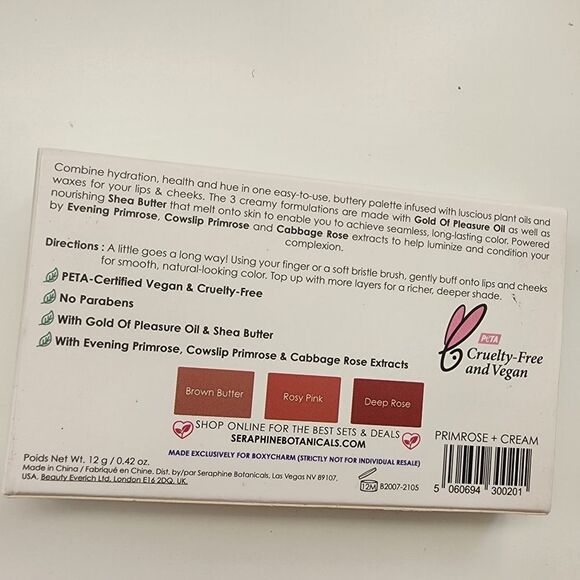 Combine hydration, health and hue in one easy-to-use, buttery palette infused with luscious plant oils and
waxes for your lips & cheeks. The 3 creamy formulations are made with Gold Of Pleasure Oil as well as
nourishing Shea Butter that melt onto skin to enable you to achieve seamless, long-lasting color. Powered
by Evening Primrose, Cowslip Primrose and Cabbage Rose extracts to help luminize and condition your
complexion.
Directions : A little goes a long way! Using your finger or a soft bristle brush, gently buff onto lips and cheeks
for smooth, natural-looking color. Top up with more layers for a richer, deeper shade.
PETA-Certified Vegan & Cruelty-Free
No Parabens
With Gold Of Pleasure Oil & Shea Butter
With Evening Primrose, Cowslip Primrose & Cabbage Rose Extracts
PETA
Cruelty-Free
and Vegan
Brown Butter
Rosy Pink
Deep Rose
SHOP ONLINE FOR THE BEST SETS & DEALS
SERAPHINEBOTANICALS.COM
MADE EXCLUSIVELY FOR BOXYCHARM (STRICTLY NOT FOR INDIVIDUAL RESALE)
PRIMROSE + CREAM
Poids Net Wt. 12 g / 0.42 oz.
Made in China / Fabriqué en Chine. Dist. by/par Seraphine Botanicals, Las Vegas NV 89107,
USA. Beauty Everich Ltd, London E16 2DQ, UK.
12M
B2007-2105
5 060694 300201